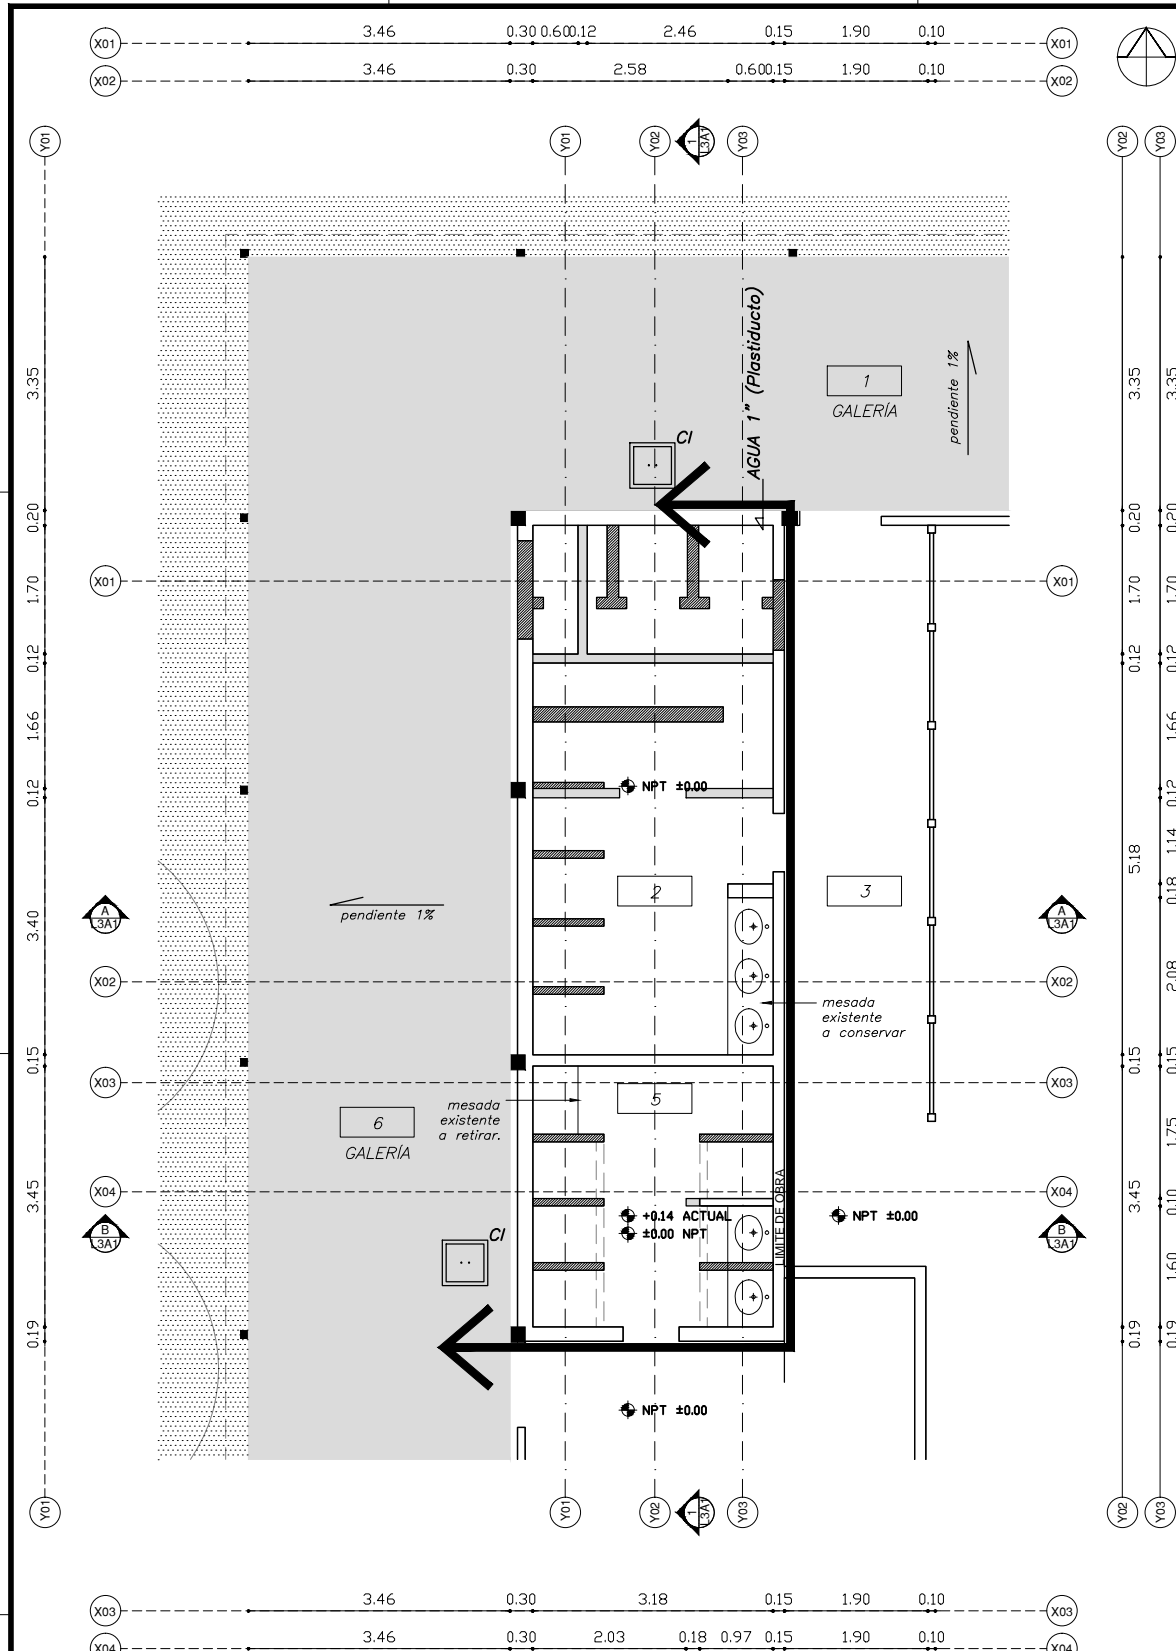 3.46 0.30 0.60 0.12 2.46 0.15 1.90 0.10
X01 X01
3.46 0.30 2.58 0.60 0.15 1.90 0.10
X02 X02
Y01 Y01 Y02 1 L3A1 Y03 Y02 Y03
AGUA 1" (Plastiducto)
3.35
0.20
1.70
0.12
1.66
0.12
3.40
0.15
3.45
0.19
1
GALERÍA
pendiente 1%
CI
X01 X01
NPT ±0.00
2
3
pendiente 1%
A L3A1
A L3A1
X02 X02
mesada
existente
a conservar
X03 X03
5
mesada
existente
a retirar.
6
GALERÍA
X04 X04
LIMITE DE OBRA
+0.14 ACTUAL
±0.00 NPT
NPT ±0.00
B L3A1
B L3A1
CI
NPT ±0.00
3.35
0.20
1.70
0.12
5.18
0.15
3.45
0.19
3.35
0.20
1.70
0.12
1.66
0.12
1.14
0.18
2.08
0.15
1.75
0.10
1.60
0.19
Y01 Y01 Y02 1 L3A1 Y03 Y02 Y03
3.46 0.30 3.18 0.15 1.90 0.10
X03 X03
3.46 0.30 2.03 0.18 0.97 0.15 1.90 0.10
X04 X04